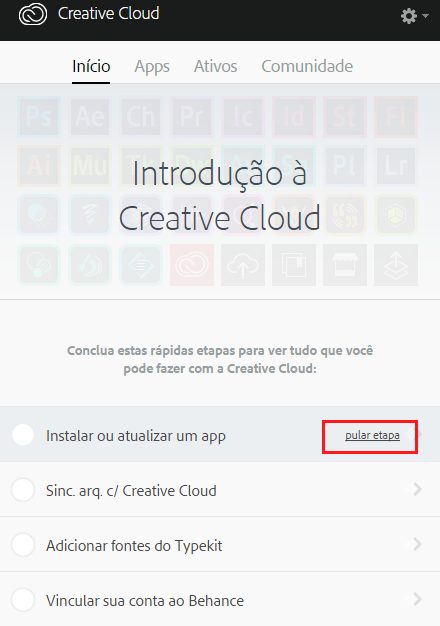 Creative Cloud
Início Apps Ativos Comunidade
Ps Ae Ch Pr Ic Id St Fl
Ai Mu Pl Lr
Introdução à
Creative Cloud
Conclua estas rápidas etapas para ver tudo que você
pode fazer com a Creative Cloud:
Instalar ou atualizar um app pular etapa
Sinc. arq. c/ Creative Cloud
Adicionar fontes do Typekit
Vincular sua conta ao Behance